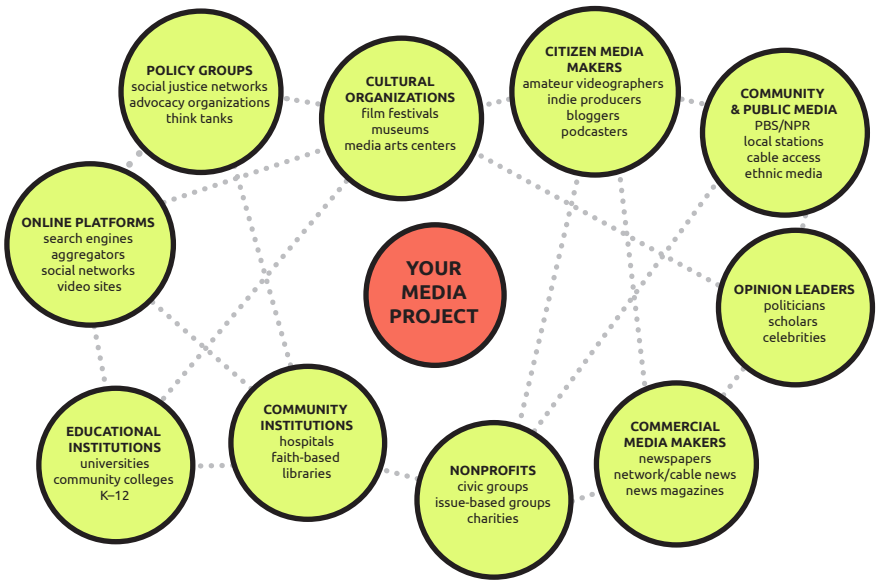 POLICY GROUPS
social justice networks
advocacy organizations
think tanks
CULTURAL
ORGANIZATIONS
film festivals
museums
media arts centers
CITIZEN MEDIA
MAKERS
amateur videographers
indie producers
bloggers
podcasters
COMMUNITY
& PUBLIC MEDIA
PBS/NPR
local stations
cable access
ethnic media
ONLINE PLATFORMS
search engines
aggregators
social networks
video sites
YOUR
MEDIA
PROJECT
OPINION LEADERS
politicians
scholars
celebrities
EDUCATIONAL
INSTITUTIONS
universities
community colleges
K–12
COMMUNITY
INSTITUTIONS
hospitals
faith-based
libraries
NONPROFITS
civic groups
issue-based groups
charities
COMMERCIAL
MEDIA MAKERS
newspapers
network/cable news
news magazines